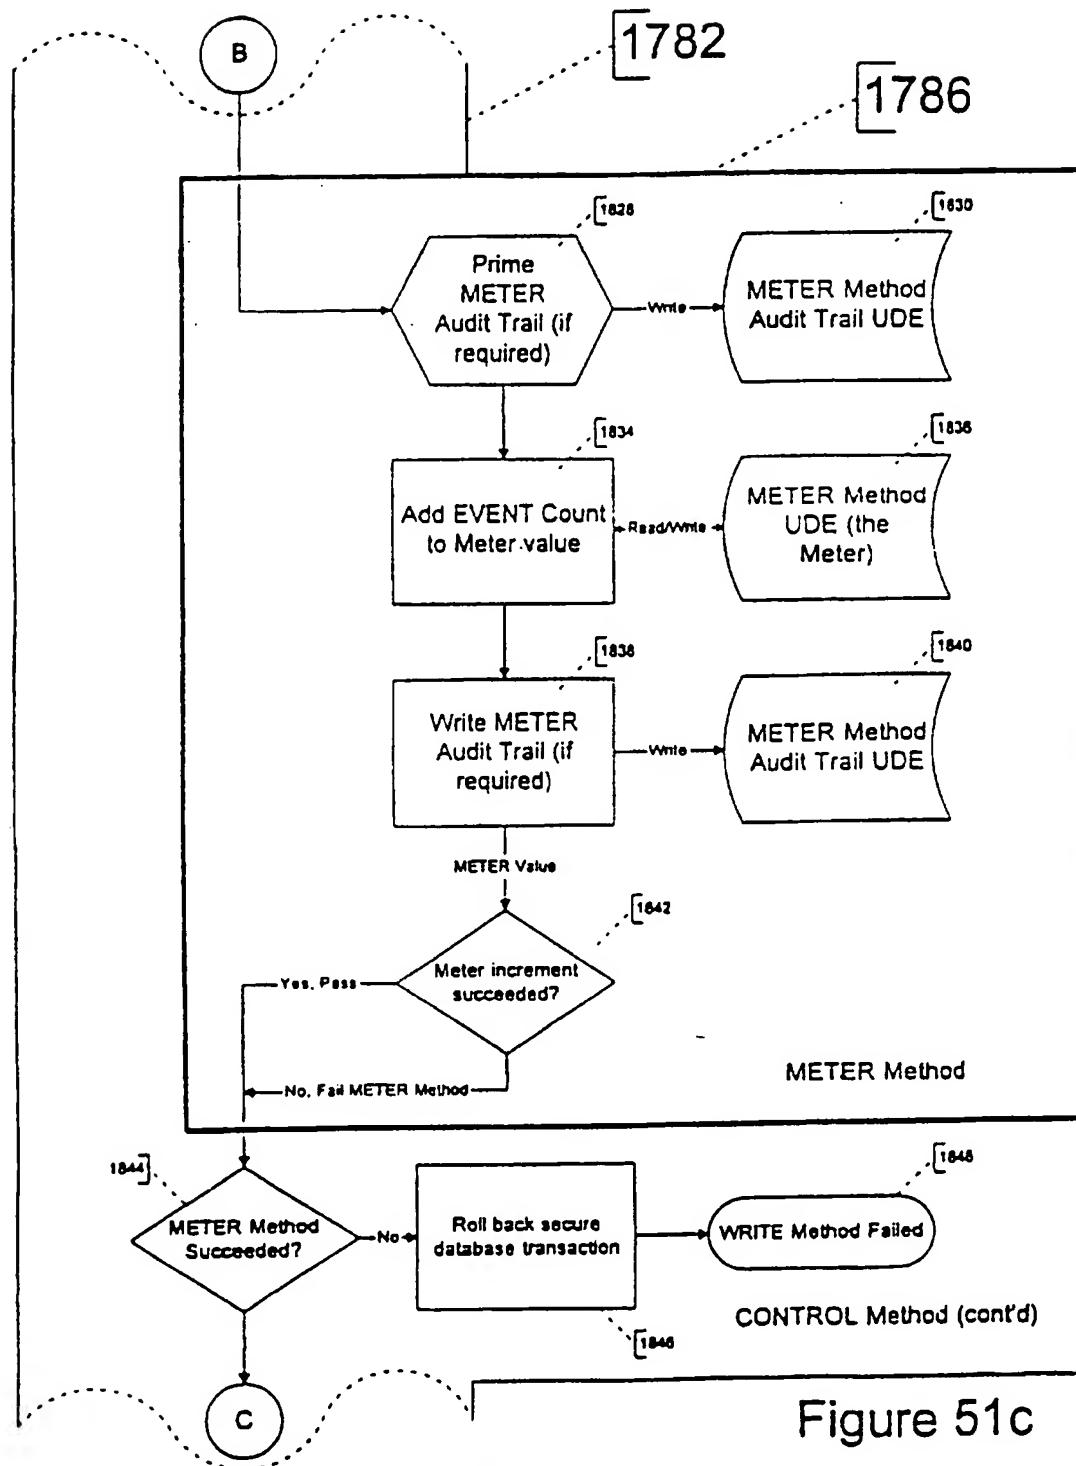 B
1782
1786
1828
1830
Prime
METER
Audit Trail (if
required)
Write
METER Method
Audit Trail UDE
1834
1836
Add EVENT Count
to Meter value
Read/Write
METER Method
UDE (the
Meter)
1838
1840
Write METER
Audit Trail (if
required)
Write
METER Method
Audit Trail UDE
METER Value
1842
Meter increment
succeeded?
Yes, Pass
No, Fail METER Method
METER Method
1844
1848
METER Method
Succeeded?
No
Roll back secure
database transaction
WRITE Method Failed
1846
CONTROL Method (cont'd)
C
Figure 51c